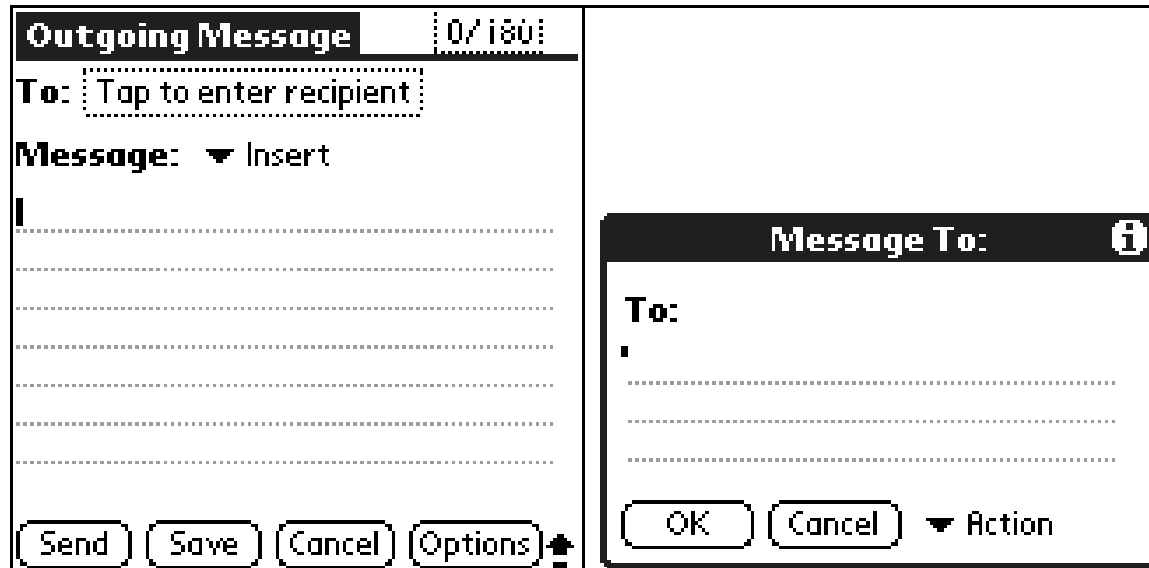 Outgoing Message 0/180
To: Tap to enter recipient
Message: Insert
Send Save Cancel Options
Message To: i
To:
OK Cancel Action